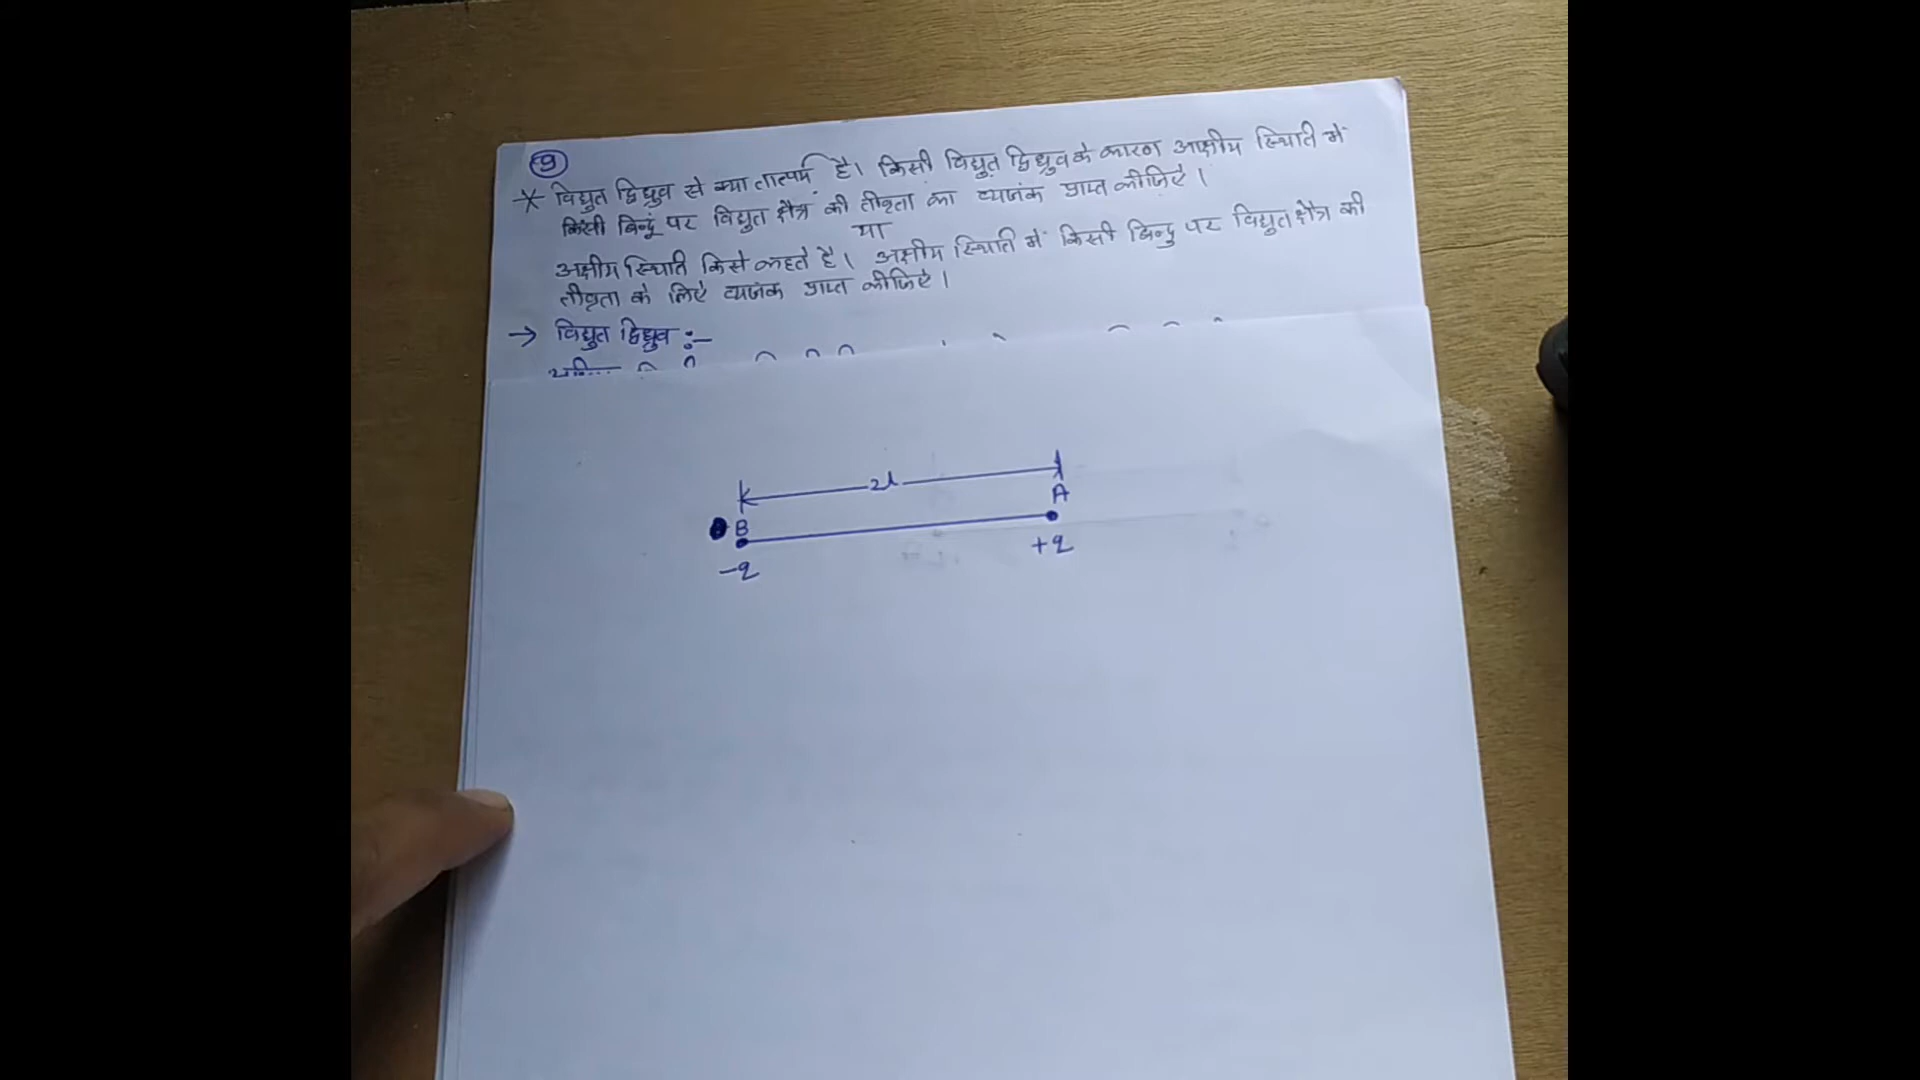 9
* विद्युत द्विध्रुव से क्या तात्पर्य है। किसी विद्युत द्विध्रुव के कारण अक्षीय स्थिति में
किसी बिन्दु पर विद्युत क्षेत्र की तीव्रता का व्यंजक प्राप्त कीजिऐ।
या
अक्षीय स्थिति किसे कहते है। अक्षीय स्थिति में किसी बिन्दु पर विद्युत क्षेत्र की
तीव्रता के लिऐ व्यंजक प्राप्त कीजिऐ।
→ विद्युत द्विध्रुव :-
2l
B A
-q +q